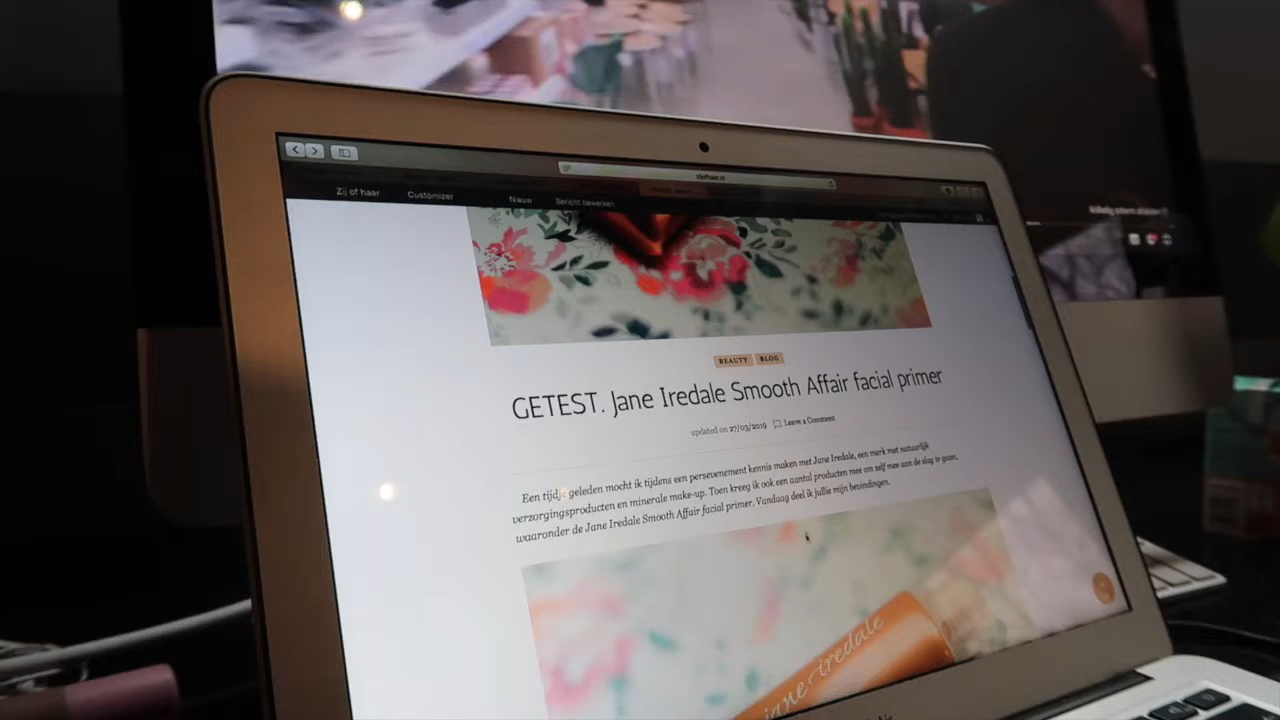 zijofhaar.nl
Zij of haar Customizer Nieuw Bericht bewerken
BEAUTY BLOG
GETEST. Jane Iredale Smooth Affair facial primer
updated on 27/03/2019 Leave a Comment
Een tijdje geleden mocht ik tijdens een persevenement kennis maken met Jane Iredale, een merk met natuurlijk
verzorgingsproducten en minerale make-up. Toen kreeg ik ook een aantal producten mee om zelf mee aan de slag te gaan,
waaronder de Jane Iredale Smooth Affair facial primer. Vandaag deel ik jullie mijn bevindingen.
jane iredale